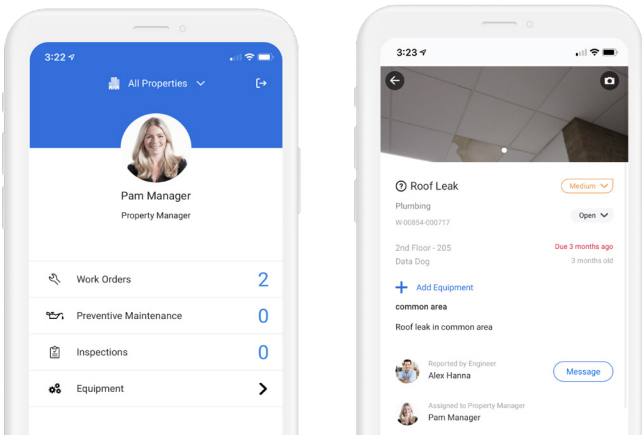 3:22
All Properties
Pam Manager
Property Manager
Work Orders 2
Preventive Maintenance 0
Inspections 0
Equipment
3:23
Roof Leak Medium
Plumbing
W-00854-000717 Open
2nd Floor - 205 Due 3 months ago
Data Dog 3 months old
Add Equipment
common area
Roof leak in common area
Reported by Engineer
Alex Hanna Message
Assigned to Property Manager
Pam Manager